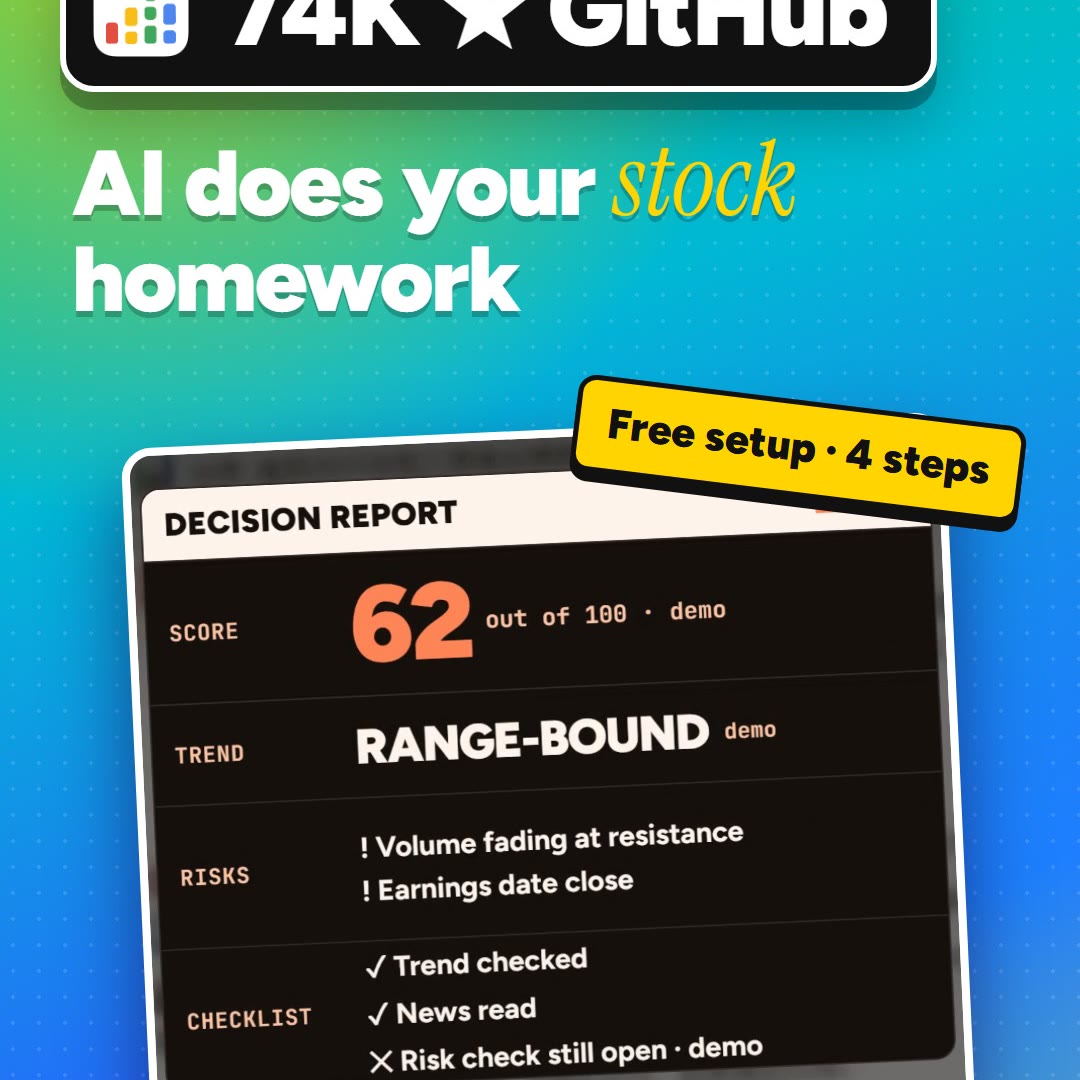 74K ★ GitHub
AI does your stock
homework
Free setup · 4 steps
DECISION REPORT
SCORE
62 out of 100 · demo
TREND
RANGE-BOUND demo
RISKS
! Volume fading at resistance
! Earnings date close
CHECKLIST
✓ Trend checked
✓ News read
✕ Risk check still open · demo